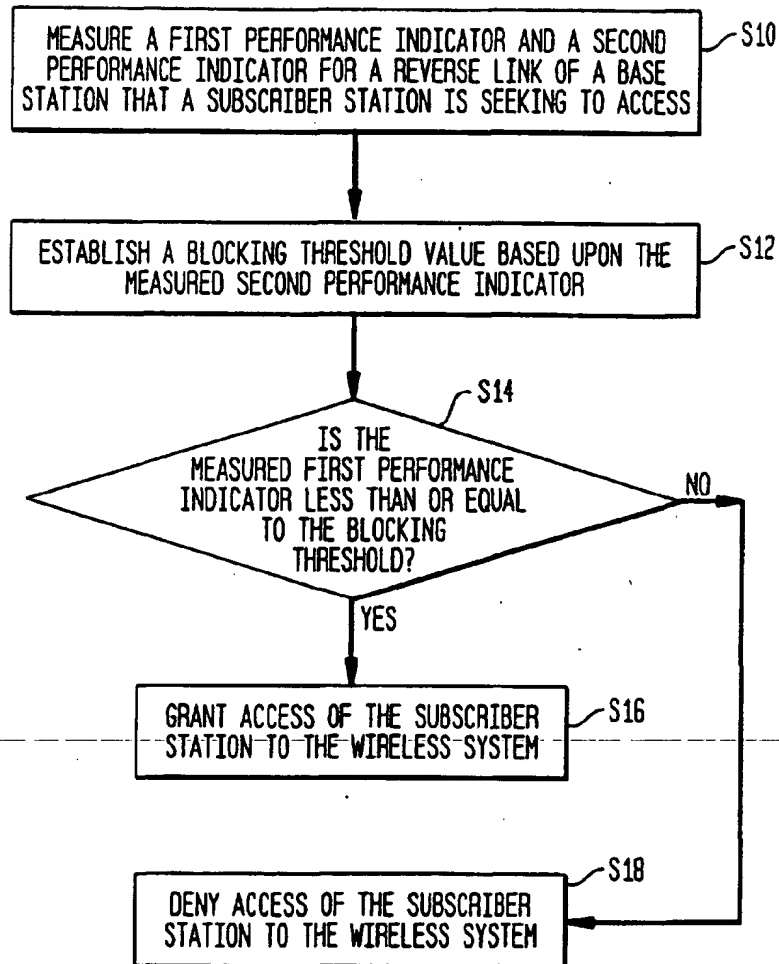 MEASURE A FIRST PERFORMANCE INDICATOR AND A SECOND
PERFORMANCE INDICATOR FOR A REVERSE LINK OF A BASE
STATION THAT A SUBSCRIBER STATION IS SEEKING TO ACCESS
S10
ESTABLISH A BLOCKING THRESHOLD VALUE BASED UPON THE
MEASURED SECOND PERFORMANCE INDICATOR
S12
S14
IS THE
MEASURED FIRST PERFORMANCE
INDICATOR LESS THAN OR EQUAL
TO THE BLOCKING
THRESHOLD?
NO
YES
GRANT ACCESS OF THE SUBSCRIBER
STATION TO THE WIRELESS SYSTEM
S16
DENY ACCESS OF THE SUBSCRIBER
STATION TO THE WIRELESS SYSTEM
S18